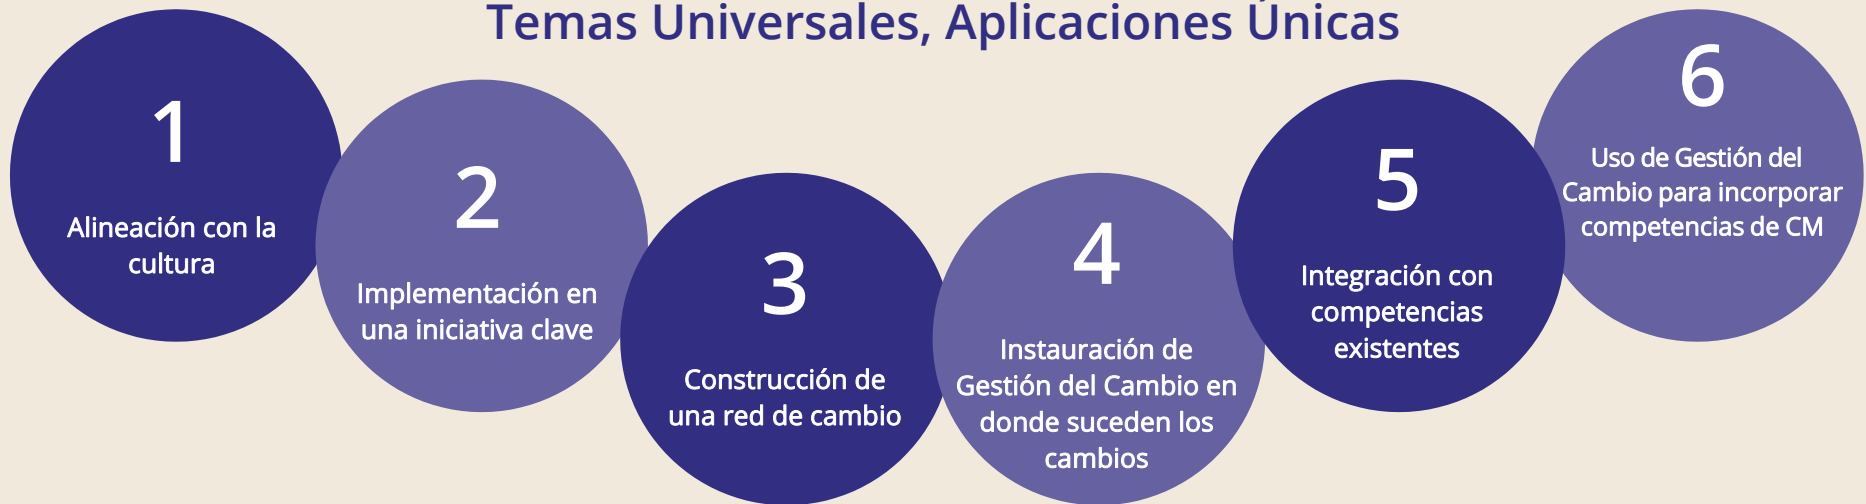 Temas Universales, Aplicaciones Únicas
1
Alineación con la
cultura
2
Implementación en
una iniciativa clave
3
Construcción de
una red de cambio
4
Instauración de
Gestión del Cambio en
donde suceden los
cambios
5
Integración con
competencias
existentes
6
Uso de Gestión del
Cambio para incorporar
competencias de CM